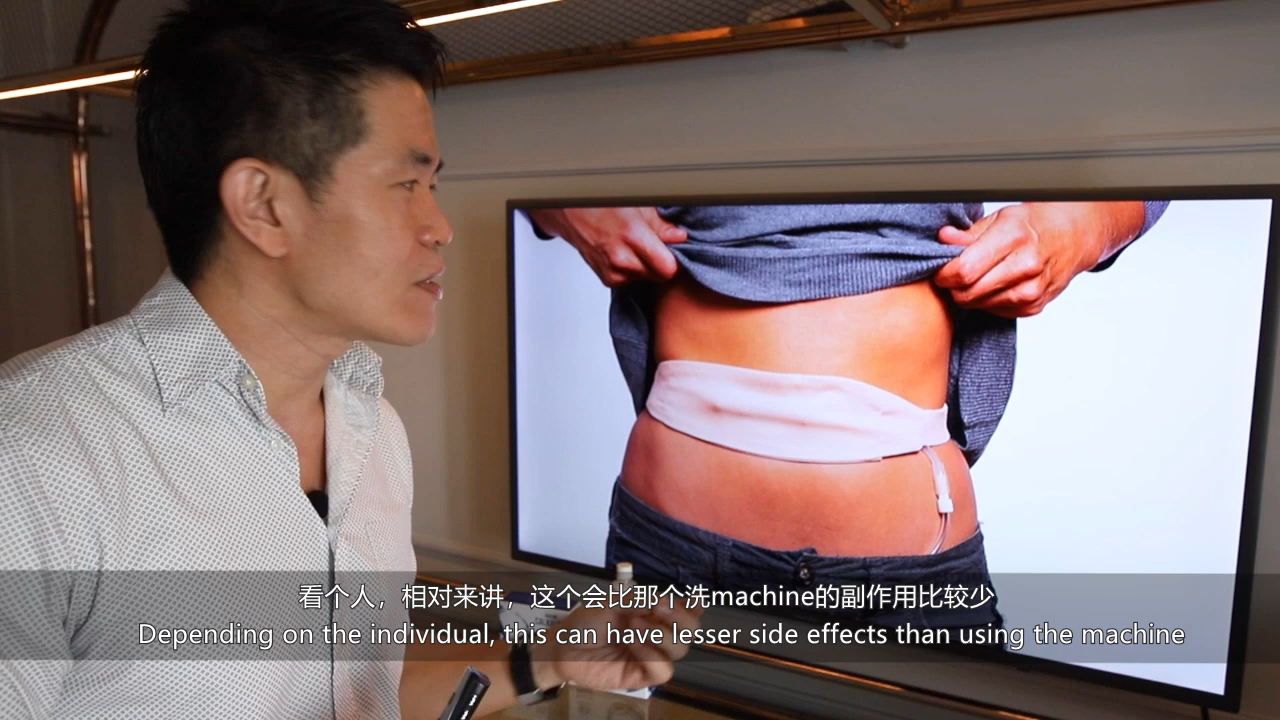 看个人，相对来讲，这个会比那个洗machine的副作用比较少
Depending on the individual, this can have lesser side effects than using the machine